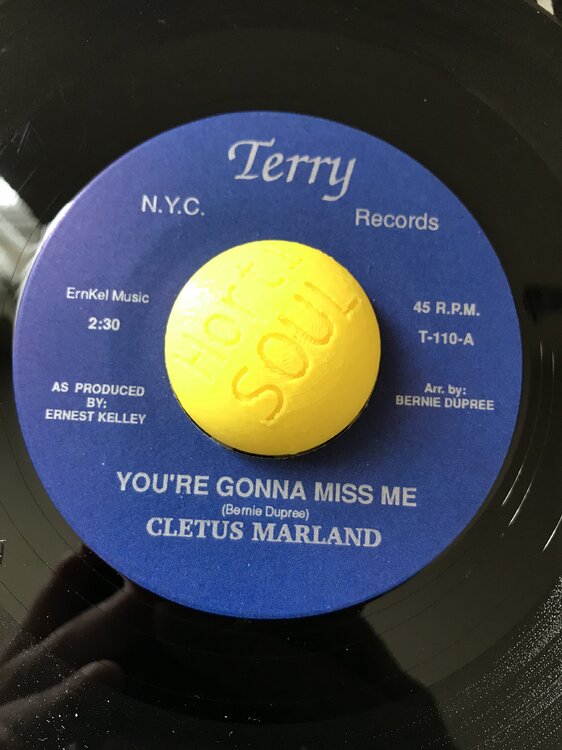 Terry
N.Y.C.
Records
ErnKel Music
2:30
45 R.P.M.
T-110-A
AS PRODUCED
BY:
ERNEST KELLEY
Arr. by:
BERNIE DUPREE
SOUL
YOU'RE GONNA MISS ME
(Bernie Dupree)
CLETUS MARLAND